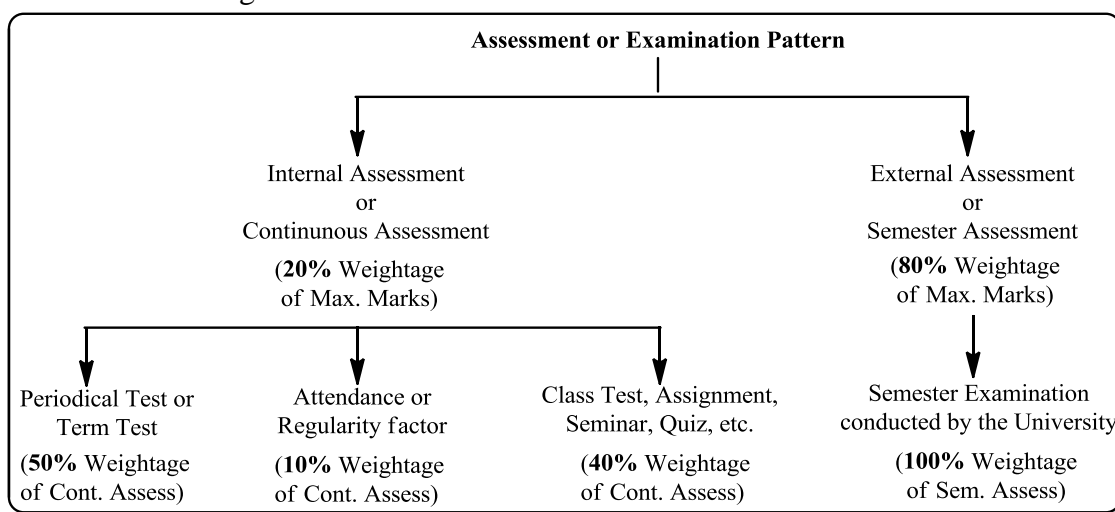 Assessment or Examination Pattern
Internal Assessment
or
Continunous Assessment
(20% Weightage
of Max. Marks)
External Assessment
or
Semester Assessment
(80% Weightage
of Max. Marks)
Periodical Test or
Term Test
(50% Weightage
of Cont. Assess)
Attendance or
Regularity factor
(10% Weightage
of Cont. Assess)
Class Test, Assignment,
Seminar, Quiz, etc.
(40% Weightage
of Cont. Assess)
Semester Examination
conducted by the University
(100% Weightage
of Sem. Assess)